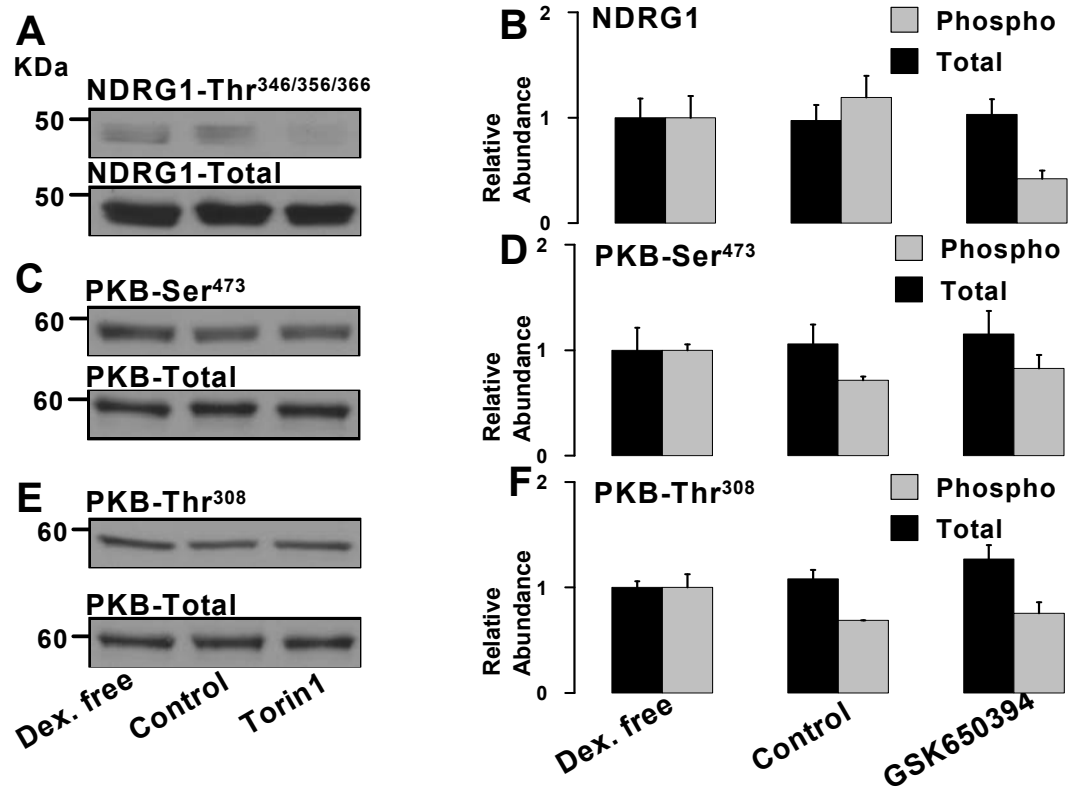 A
KDa
NDRG1-Thr346/356/366
50
NDRG1-Total
50
C
PKB-Ser473
60
PKB-Total
60
E
PKB-Thr308
60
PKB-Total
60
Dex. free
Control
Torin1
B
NDRG1
Phospho
Total
2
1
0
Relative
Abundance
D
PKB-Ser473
Phospho
Total
2
1
0
Relative
Abundance
F
PKB-Thr308
Phospho
Total
2
1
0
Relative
Abundance
Dex. free
Control
GSK650394